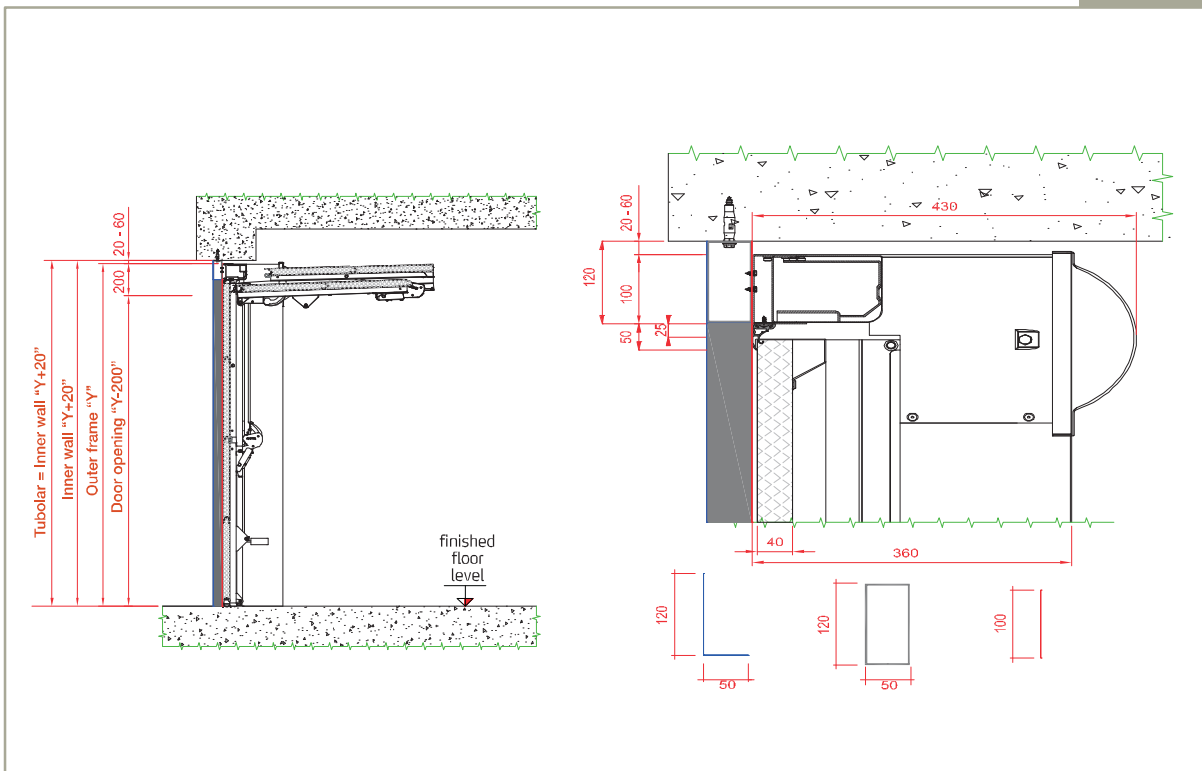 20 - 60
200
Tubolar = Inner wall “Y+20”
Inner wall “Y+20”
Outer frame “Y”
Door opening “Y-200”
finished
floor
level
430
20 - 60
120
100
25
50
40
360
120
50
120
50
100